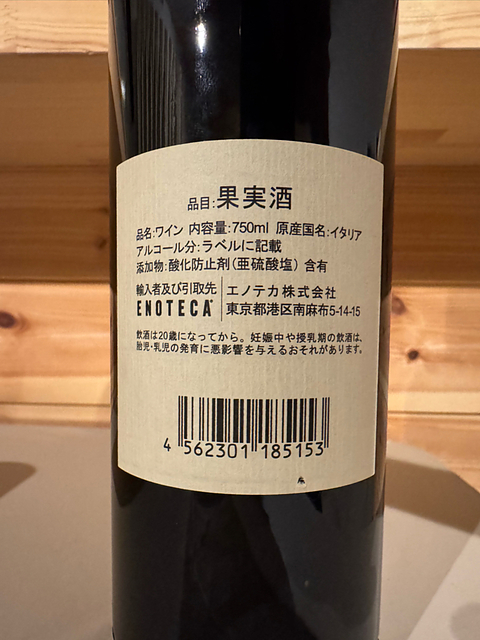 品目:果実酒
品名:ワイン 内容量:750ml 原産国名:イタリア
アルコール分:ラベルに記載
添加物:酸化防止剤(亜硫酸塩) 含有
輸入者及び引取先
ENOTECA
エノテカ株式会社
東京都港区南麻布5-14-15
飲酒は20歳になってから。妊娠中や授乳期の飲酒は、
胎児・乳児の発育に悪影響を与えるおそれがあります。
4 562301 185153